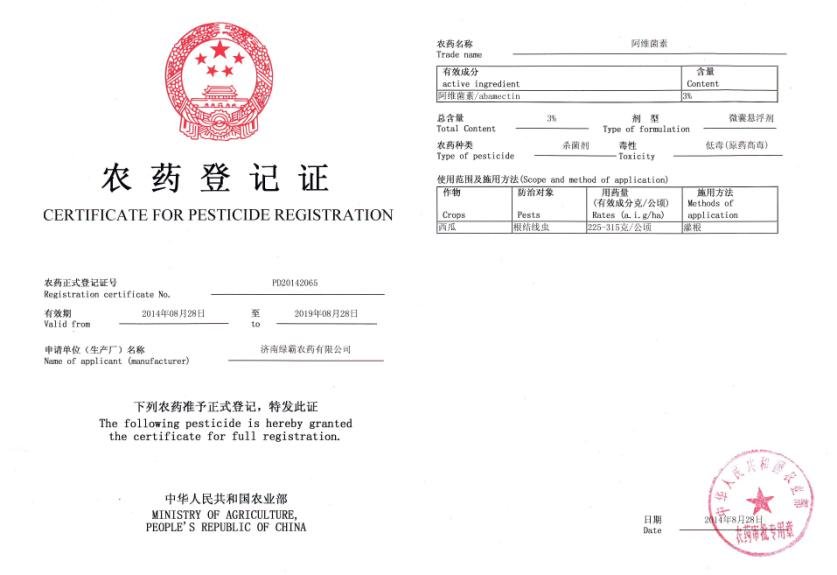 农药登记证
CERTIFICATE FOR PESTICIDE REGISTRATION
农药正式登记证号 PD20142065
Registration certificate No.
有效期 2014年08月28日 至 2019年08月28日
Valid from to
申请单位（生产厂）名称 济南绿霸农药有限公司
Name of applicant (manufacturer)
下列农药准予正式登记，特发此证
The following pesticide is hereby granted
the certificate for full registration.
中华人民共和国农业部
MINISTRY OF AGRICULTURE,
PEOPLE'S REPUBLIC OF CHINA
农药名称 阿维菌素
Trade name
有效成分 含量
active ingredient Content
阿维菌素/abamectin 3%
总含量 3% 剂 型 微囊悬浮剂
Total Content Type of formulation
农药种类 杀菌剂 毒性 低毒(原药高毒)
Type of pesticide Toxicity
使用范围及施用方法(Scope and method of application)
作物 防治对象 用药量 施用方法
(有效成分克/公顷) Methods of
Crops Pests Rates (a.i.g/ha) application
西瓜 根结线虫 225-315克/公顷 灌根
日期 2014年8月28日
Date
中华人民共和国农业部
农药审批专用章